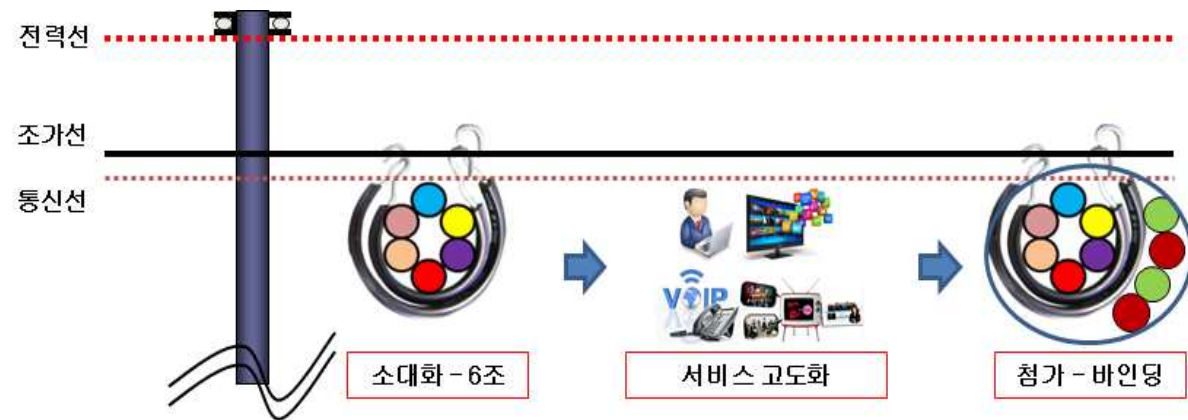 전력선
조가선
통신선
VOIP
소대화 – 6조
서비스 고도화
첨가 – 바인딩